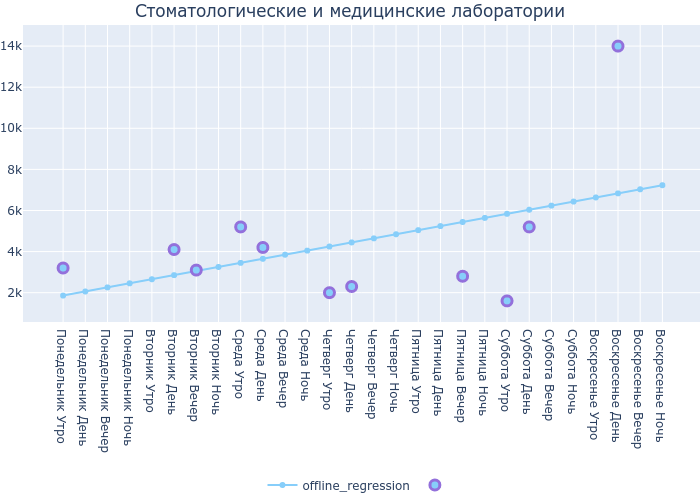 Стоматологические и медицинские лаборатории
14k
12k
10k
8k
6k
4k
2k
Понедельник Утро
Понедельник День
Понедельник Вечер
Понедельник Ночь
Вторник Утро
Вторник День
Вторник Вечер
Вторник Ночь
Среда Утро
Среда День
Среда Вечер
Среда Ночь
Четверг Утро
Четверг День
Четверг Вечер
Четверг Ночь
Пятница Утро
Пятница День
Пятница Вечер
Пятница Ночь
Суббота Утро
Суббота День
Суббота Вечер
Суббота Ночь
Воскресенье Утро
Воскресенье День
Воскресенье Вечер
Воскресенье Ночь
offline_regression